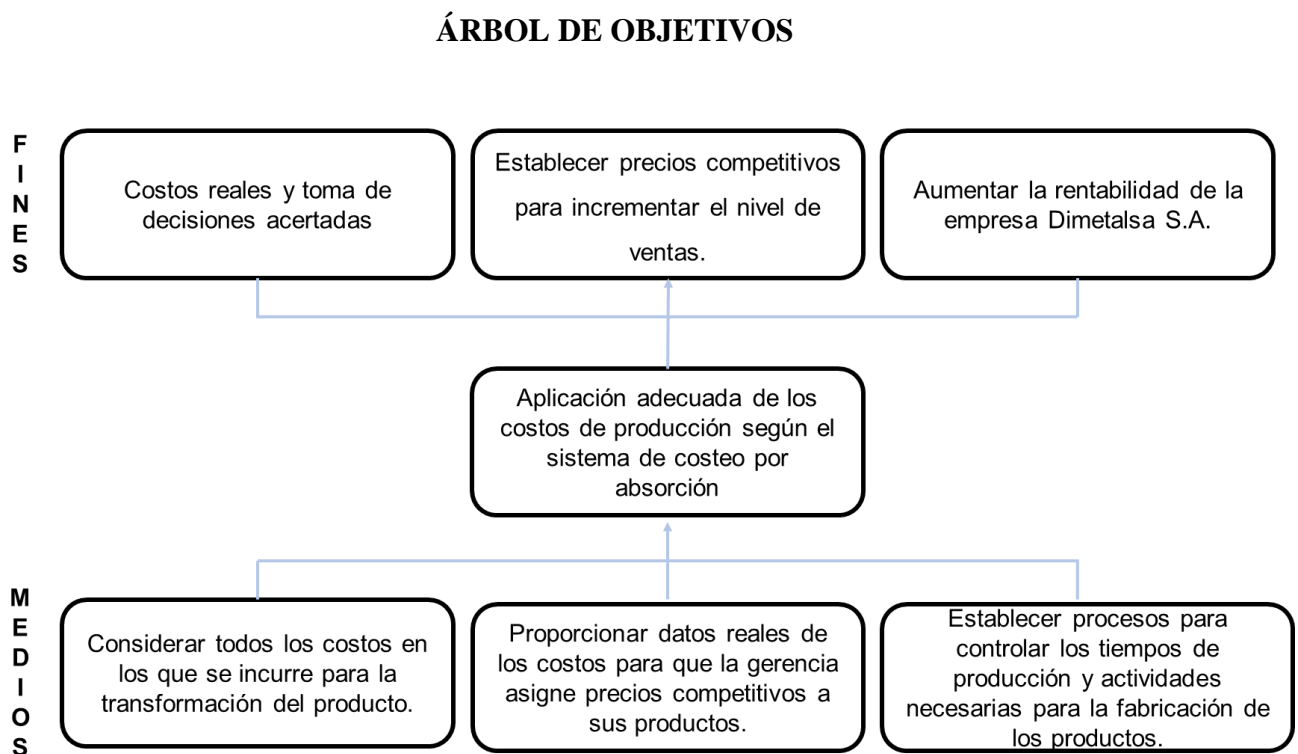 ÁRBOL DE OBJETIVOS
FINES
Costos reales y toma de
decisiones acertadas
Establecer precios competitivos
para incrementar el nivel de
ventas.
Aumentar la rentabilidad de la
empresa Dimetalsa S.A.
Aplicación adecuada de los
costos de producción según el
sistema de costeo por
absorción
MEDIOS
Considerar todos los costos en
los que se incurre para la
transformación del producto.
Proporcionar datos reales de
los costos para que la gerencia
asigne precios competitivos a
sus productos.
Establecer procesos para
controlar los tiempos de
producción y actividades
necesarias para la fabricación de
los productos.